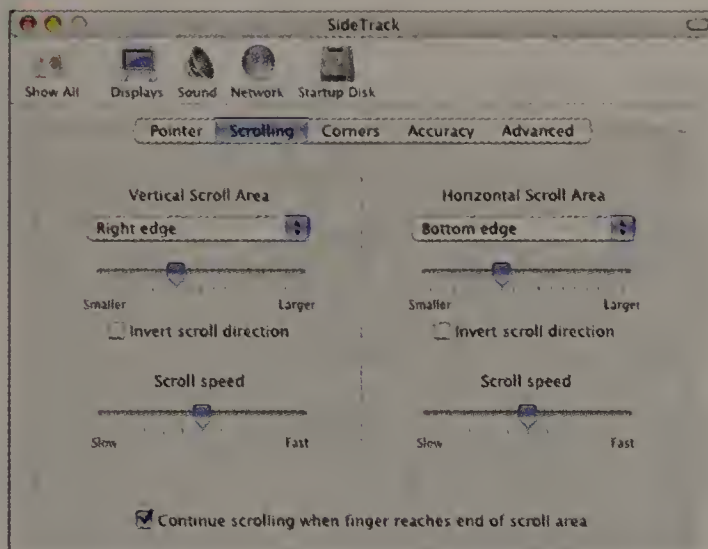 SideTrack
Show All Displays Sound Network Startup Disk
Pointer Scrolling Corners Accuracy Advanced
Vertical Scroll Area Horizontal Scroll Area
Right edge Bottom edge
Smaller Larger Smaller Larger
Invert scroll direction Invert scroll direction
Scroll speed Scroll speed
Slow Fast Slow Fast
Continue scrolling when finger reaches end of scroll area